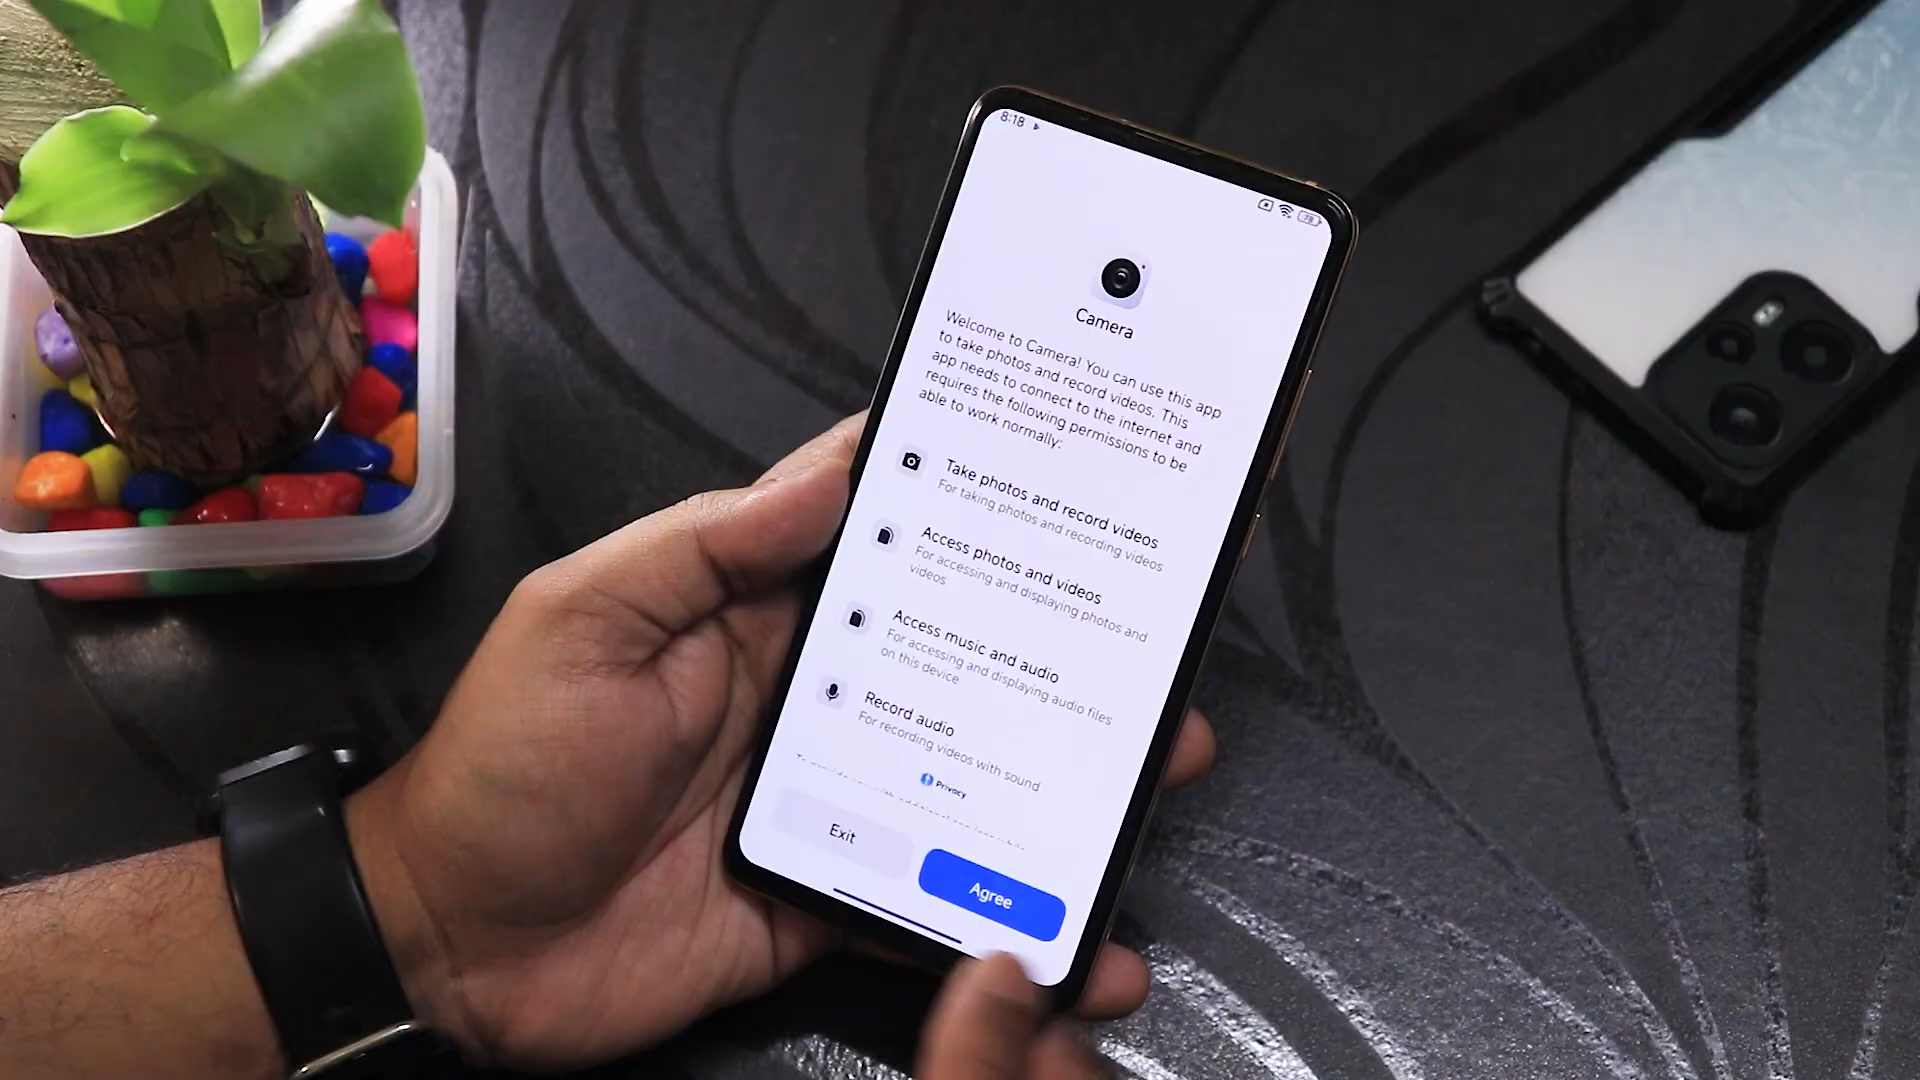 8:18
78
Camera
Welcome to Camera! You can use this app
to take photos and record videos. This
app needs to connect to the internet and
requires the following permissions to be
able to work normally:
Take photos and record videos
For taking photos and recording videos
Access photos and videos
For accessing and displaying photos and
videos
Access music and audio
For accessing and displaying audio files
on this device
Record audio
For recording videos with sound
Privacy
Exit
Agree